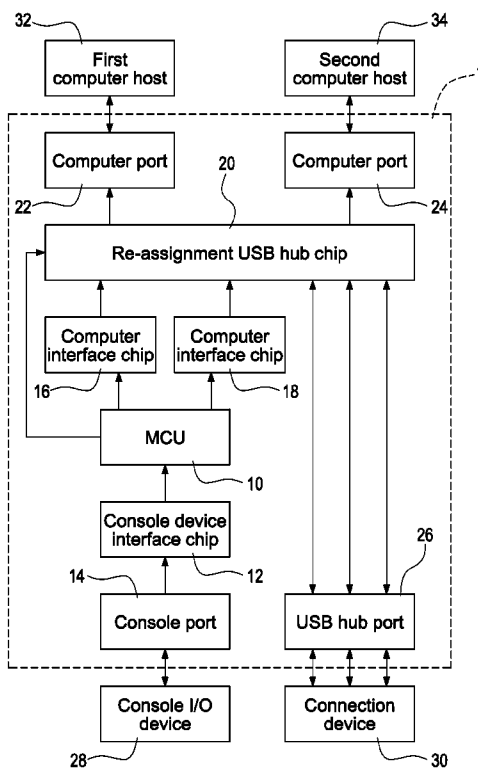 32
34
First
computer host
Second
computer host
Computer port
Computer port
22
20
24
Re-assignment USB hub chip
Computer
interface chip
Computer
interface chip
16
18
MCU
10
Console device
interface chip
26
14
12
Console port
USB hub port
Console I/O
device
Connection
device
28
30